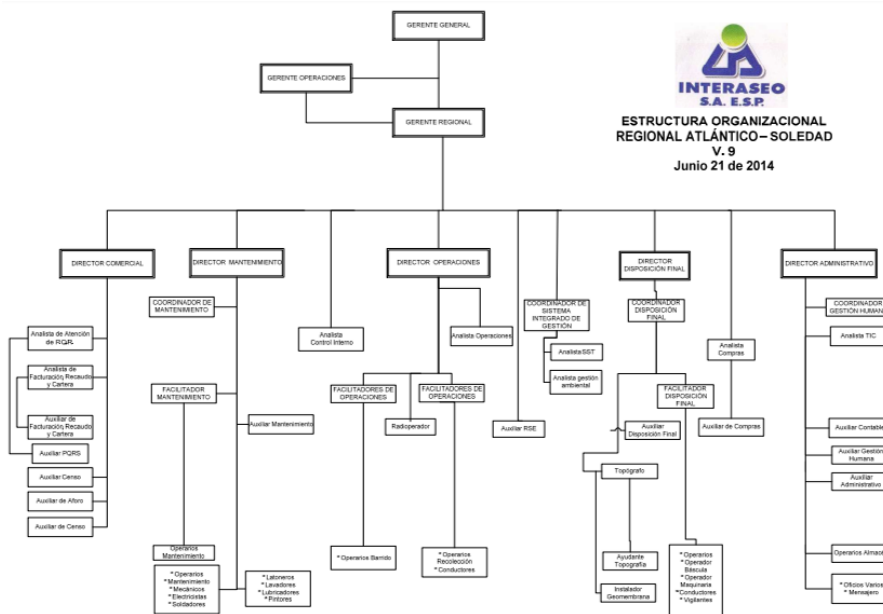 GERENTE GENERAL
GERENTE OPERACIONES
GERENTE REGIONAL
INTERASEO
S.A. E.S.P.
ESTRUCTURA ORGANIZACIONAL
REGIONAL ATLÁNTICO – SOLEDAD
V. 9
Junio 21 de 2014
DIRECTOR COMERCIAL
DIRECTOR MANTENIMIENTO
DIRECTOR OPERACIONES
DIRECTOR
DISPOSICIÓN FINAL
DIRECTOR ADMINISTRATIVO
COORDINADOR DE
MANTENIMIENTO
COORDINADOR DE
SISTEMA
INTEGRADO DE
GESTIÓN
COORDINADOR
DISPOSICIÓN
FINAL
COORDINADOR
GESTIÓN HUMAN
Analista de Atención
de P.Q.R.
Analista
Control Interno
Analista Operaciones
Analista
Compras
Analista TIC
Analista SST
Analista gestión
ambiental
Analista de
Facturación, Recaudo
y Cartera
FACILITADOR
MANTENIMIENTO
FACILITADORES DE
OPERACIONES
FACILITADORES DE
OPERACIONES
FACILITADOR
DISPOSICIÓN
FINAL
Auxiliar de
Facturación, Recaudo
y Cartera
Auxiliar Mantenimiento
Radioperador
Auxiliar RSE
Auxiliar
Disposición Final
Auxiliar de Compras
Auxiliar Contable
Auxiliar PQRS
Auxiliar Gestión
Humana
Auxiliar Censo
Topógrafo
Auxiliar
Administrativo
Auxiliar de Aforo
Auxiliar de Censo
Operarios
Mantenimiento
* Operarios Barrido
* Operarios
Recolección
* Conductores
Ayudante
Topografía
* Operarios
* Operador
Báscula
* Operador
Maquinaria
* Conductores
* Vigilantes
Operarios Almac
* Operarios
* Mantenimiento
* Mecánicos
* Electricistas
* Soldadores
* Latoneros
* Lavadores
* Lubricadores
* Pintores
Instalador
Geomembrana
* Oficios Varios
* Mensajero